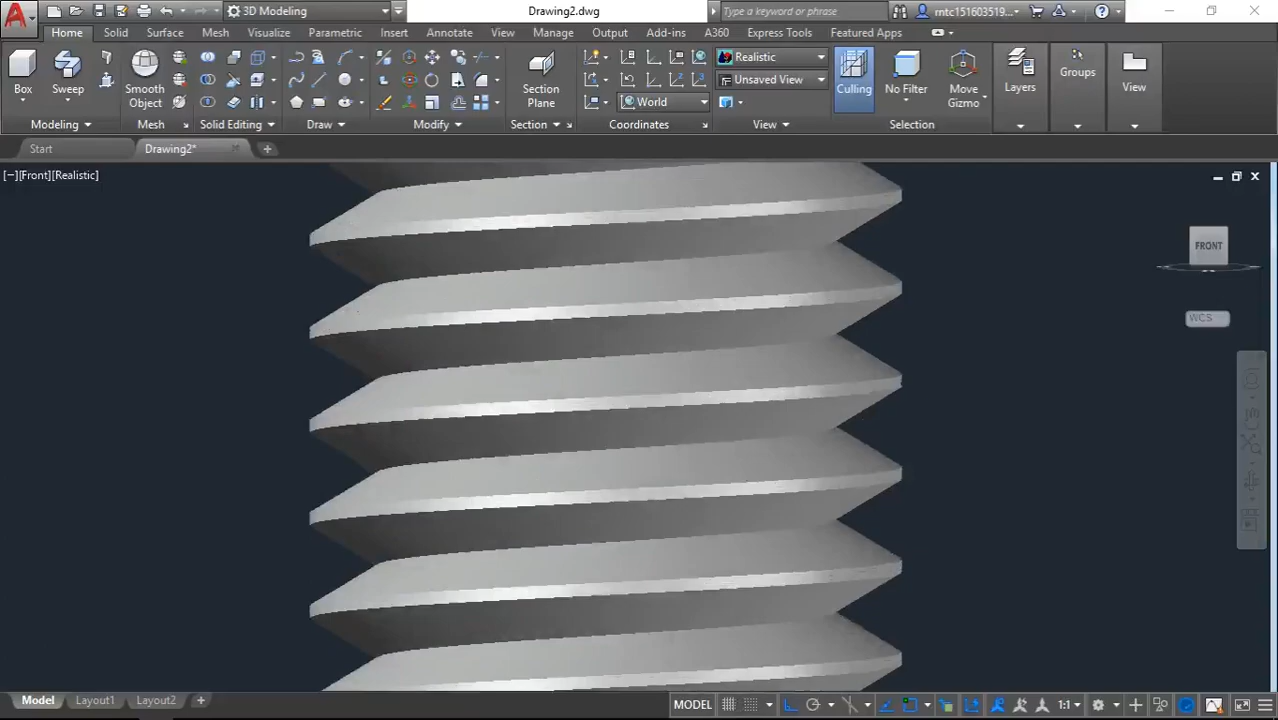 3D Modeling
Drawing2.dwg
Type a keyword or phrase
rntc151603519...
Home Solid Surface Mesh Visualize Parametric Insert Annotate View Manage Output Add-ins A360 Express Tools Featured Apps
Box
Sweep
Smooth
Object
Section
Plane
Realistic
Unsaved View
World
Culling
No Filter
Move
Gizmo
Layers
Groups
View
Modeling Mesh Solid Editing Draw Modify Section Coordinates View Selection
Start Drawing2*
[−][Front][Realistic]
FRONT
WCS
Model Layout1 Layout2
MODEL
1:1